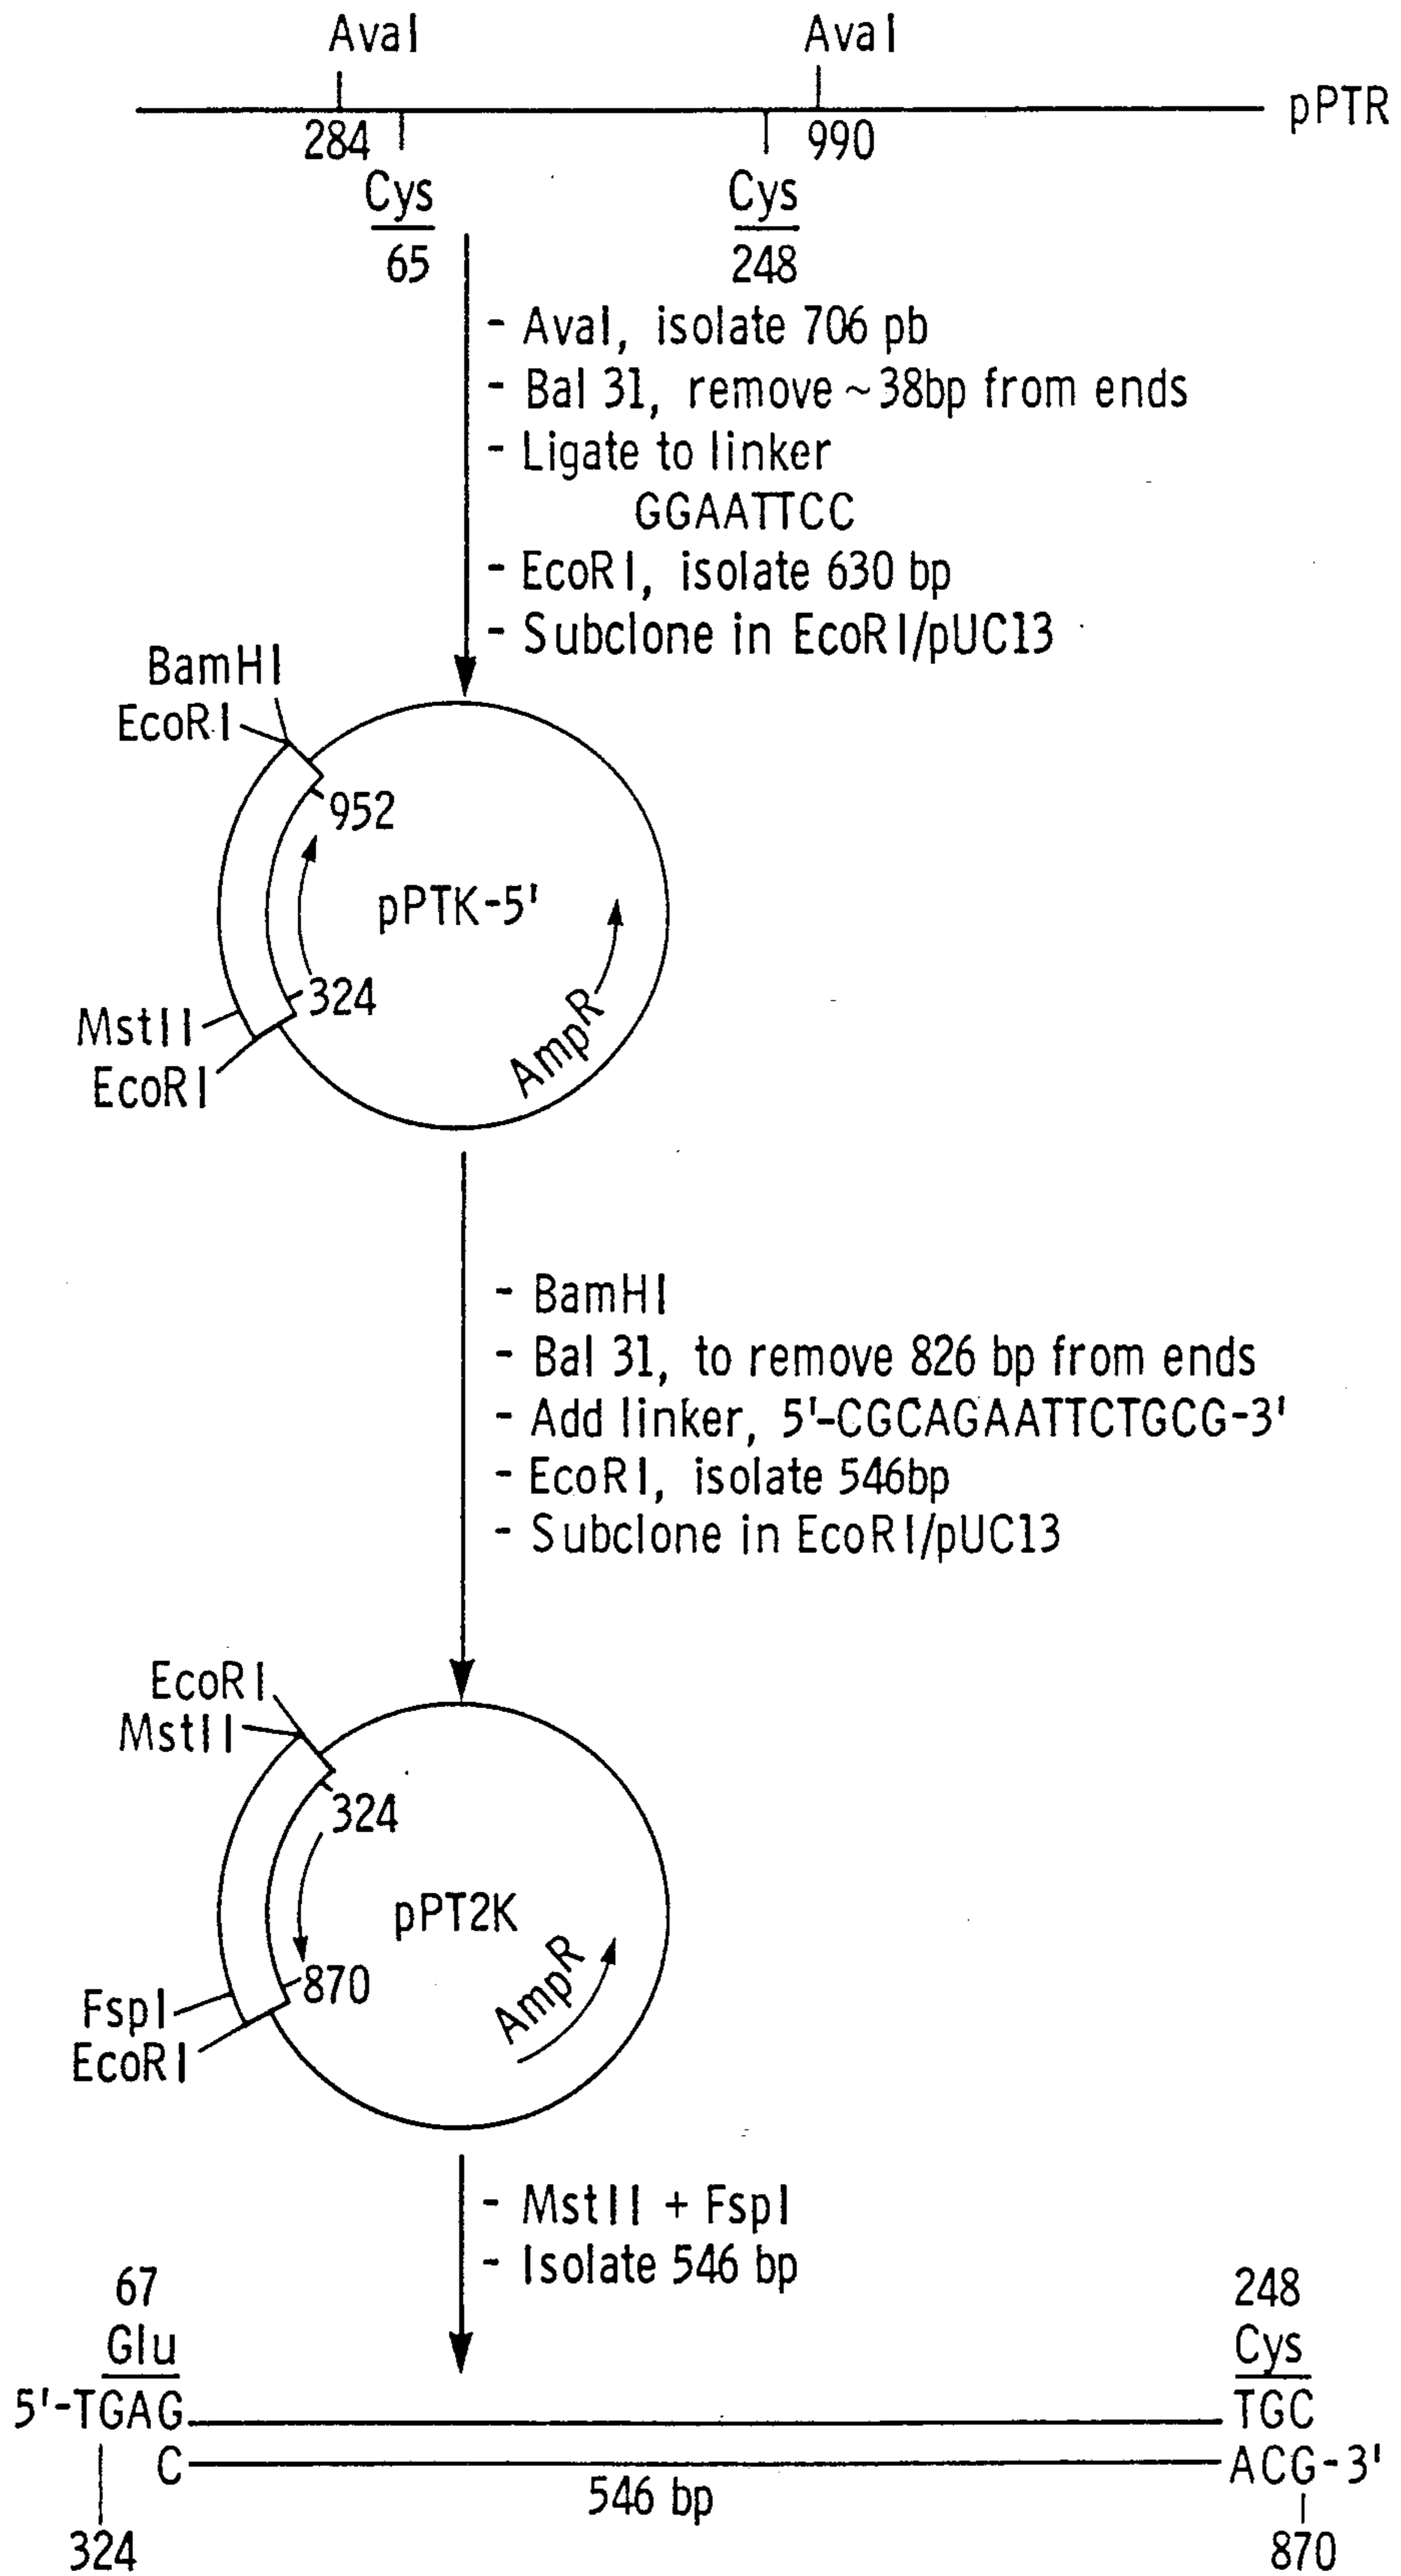 AvaI AvaI
pPTR
284 990
Cys Cys
65 248
- AvaI, isolate 706 pb
- Bal 31, remove ~38bp from ends
- Ligate to linker
GGAATTCC
- EcoRI, isolate 630 bp
- Subclone in EcoRI/pUC13
BamHI
EcoRI
952
pPTK-5'
324
MstII
EcoRI
AmpR
- BamHI
- Bal 31, to remove 826 bp from ends
- Add linker, 5'-CGCAGAATTCTGCG-3'
- EcoRI, isolate 546bp
- Subclone in EcoRI/pUC13
EcoRI
MstII
324
pPT2K
870
FspI
EcoRI
AmpR
- MstII + FspI
- Isolate 546 bp
67 248
Glu Cys
5'-TGAG TGC
C ACG-3'
546 bp
324 870